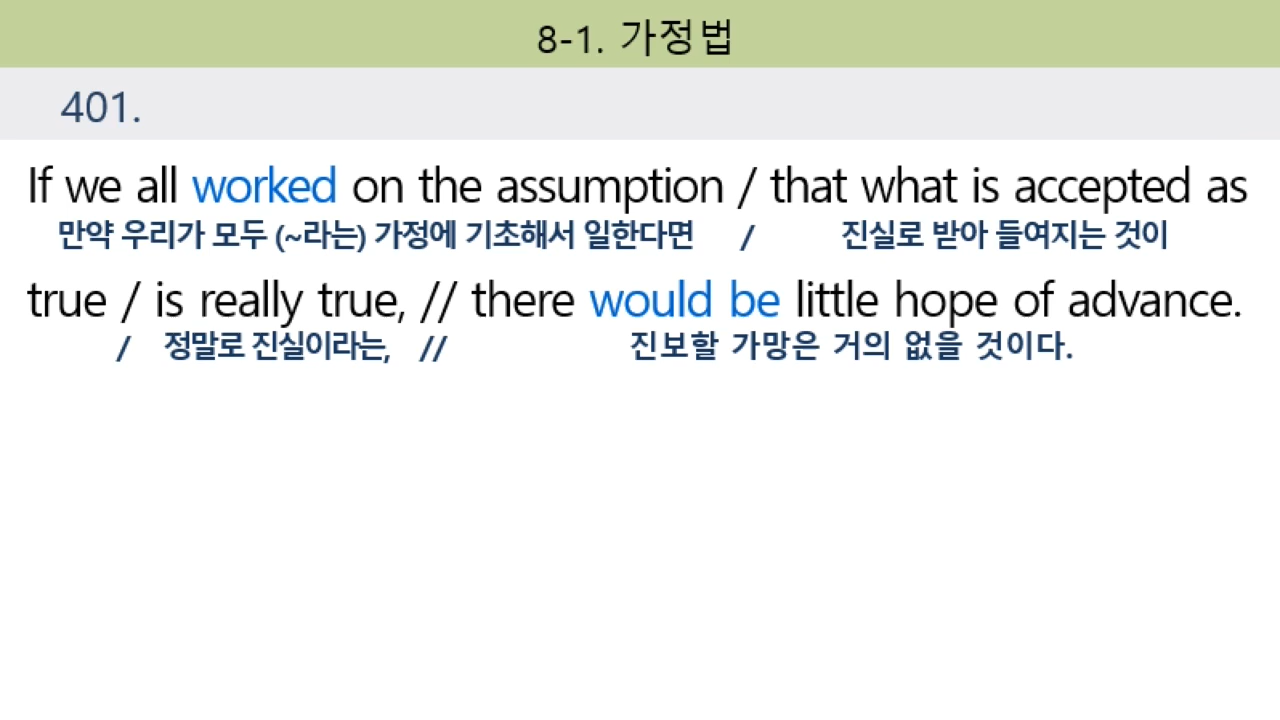 8-1. 가정법
401.
If we all worked on the assumption / that what is accepted as
만약 우리가 모두 (~라는) 가정에 기초해서 일한다면 / 진실로 받아 들여지는 것이
true / is really true, // there would be little hope of advance.
/ 정말로 진실이라는, // 진보할 가망은 거의 없을 것이다.